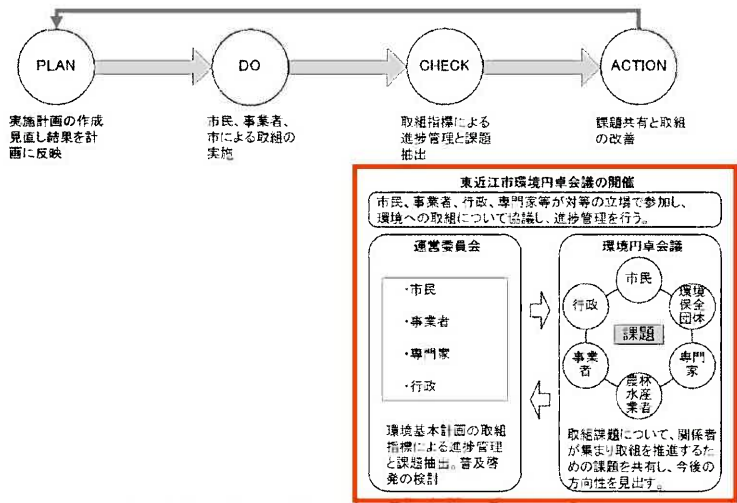 PLAN
DO
CHECK
ACTION
実施計画の作成
見直し結果を計
画に反映
市民、事業者、
市による取組の
実施
取組指標による
進捗管理と課題
抽出
課題共有と取組
の改善
東近江市環境円卓会議の開催
市民、事業者、行政、専門家等が対等の立場で参加し、
環境への取組について協議し、進捗管理を行う。
運営委員会
・市民
・事業者
・専門家
・行政
環境基本計画の取組
指標による進捗管理
と課題抽出。普及啓
発の検討
環境円卓会議
市民
行政
環境
保全
団体
課題
事業
者
専門
家
農林
水産
業者
取組課題について、関係者
が集まり取組を推進するた
めの課題を共有し、今後の
方向性を見出す。